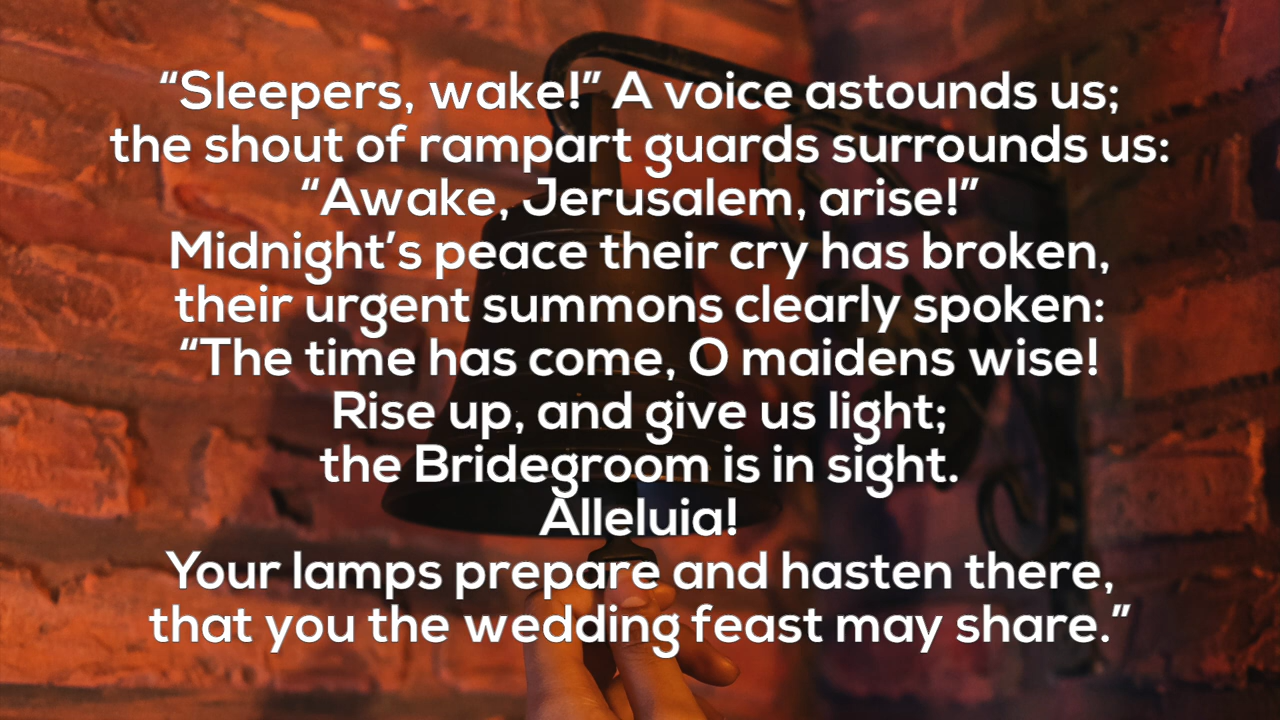 “Sleepers, wake!” A voice astounds us;
the shout of rampart guards surrounds us:
“Awake, Jerusalem, arise!”
Midnight’s peace their cry has broken,
their urgent summons clearly spoken:
“The time has come, O maidens wise!
Rise up, and give us light;
the Bridegroom is in sight.
Alleluia!
Your lamps prepare and hasten there,
that you the wedding feast may share.”